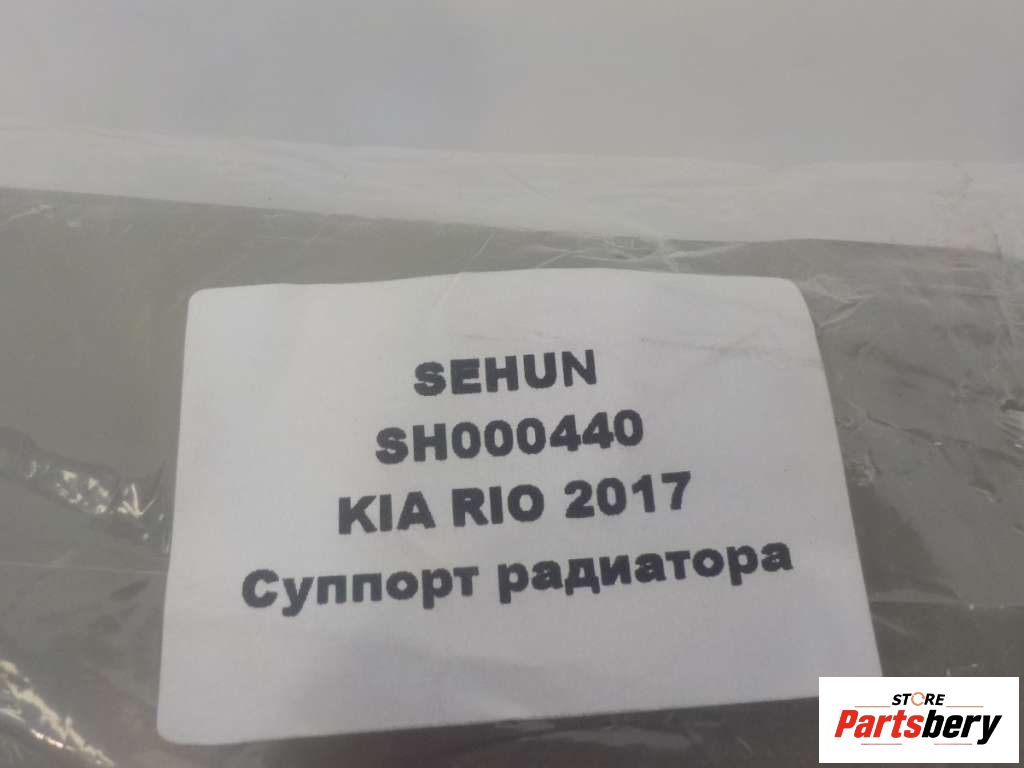 SEHUN
SH000440
KIA RIO 2017
Суппорт радиатора
STORE
Partsbery